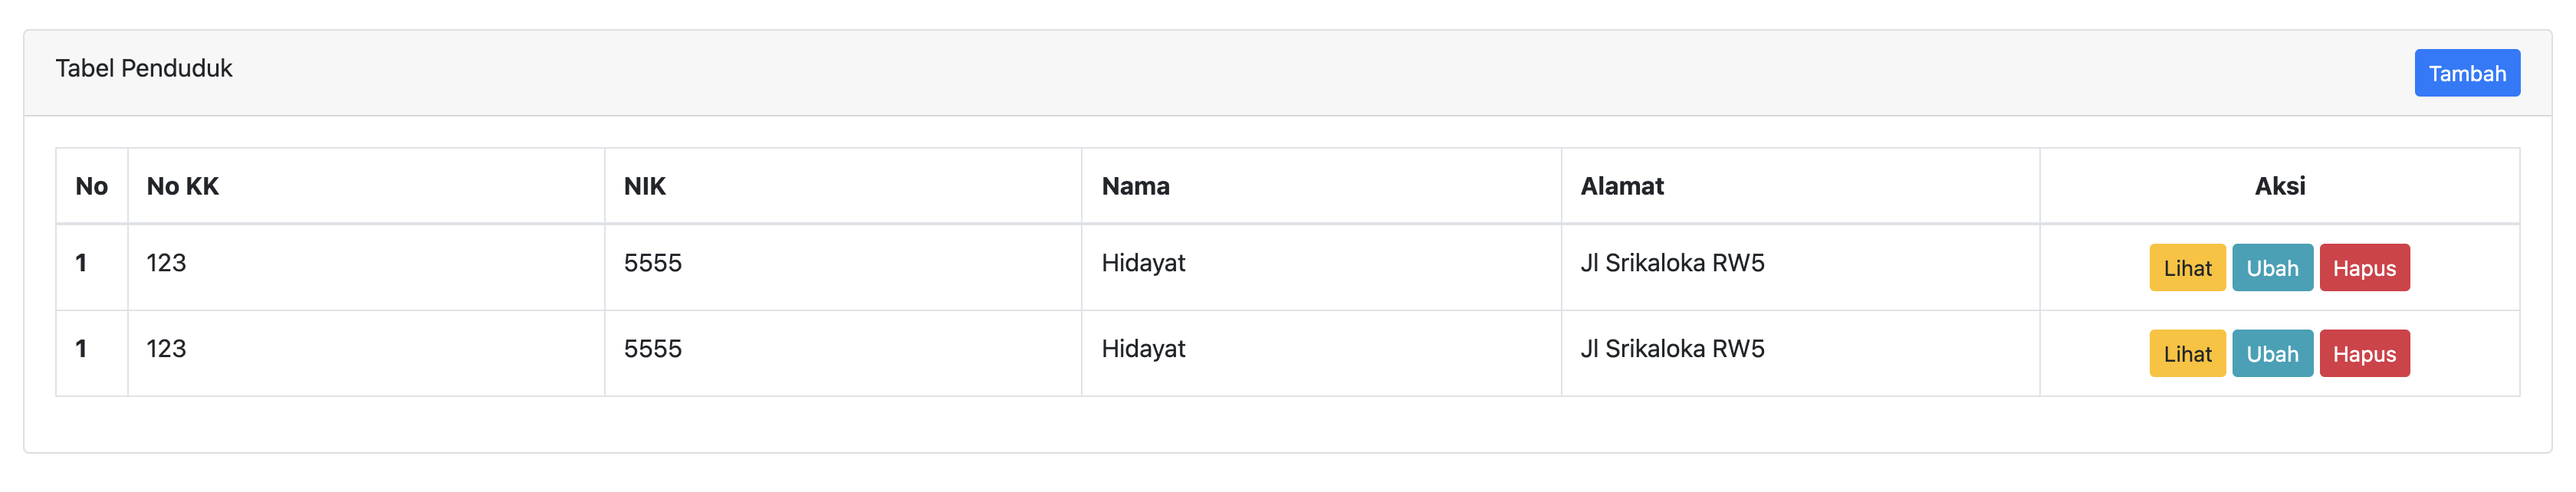 Tabel Penduduk Tambah
No No KK NIK Nama Alamat Aksi
1 123 5555 Hidayat Jl Srikaloka RW5 Lihat Ubah Hapus
1 123 5555 Hidayat Jl Srikaloka RW5 Lihat Ubah Hapus